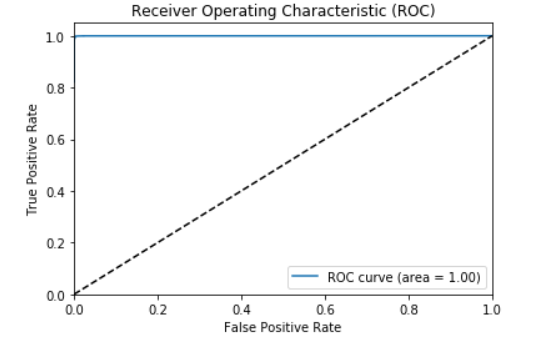 Receiver Operating Characteristic (ROC)
1.0
0.8
0.6
0.4
0.2
0.0
True Positive Rate
0.0 0.2 0.4 0.6 0.8 1.0
False Positive Rate
ROC curve (area = 1.00)